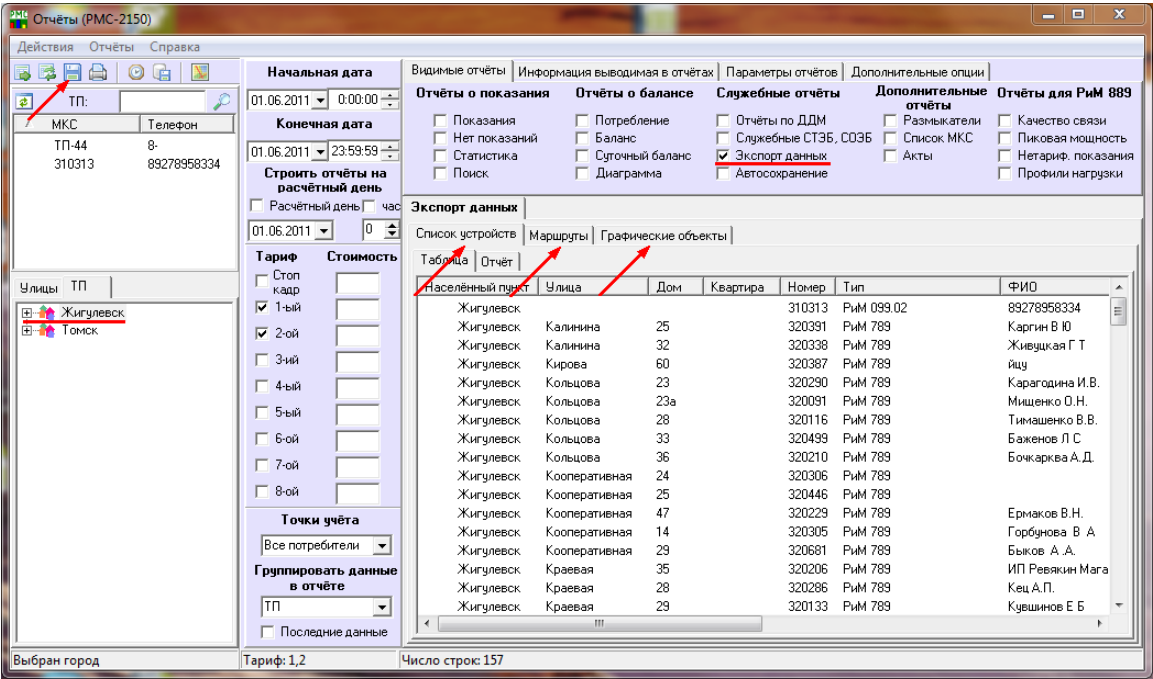 РМС Отчёты (РМС-2150)
Действия Отчёты Справка
ТП:
/ МКС Телефон
ТП-44 8-
310313 89278958334
Улицы ТП
Жигулевск
Томск
Начальная дата
01.06.2011 0:00:00
Конечная дата
01.06.2011 23:59:59
Строить отчёты на
расчётный день
Расчётный день час
01.06.2011 0
Тариф Стоимость
Стоп
кадр
1-ый
2-ой
3-ий
4-ый
5-ый
6-ой
7-ой
8-ой
Точки учёта
Все потребители
Группировать данные
в отчёте
ТП
Последние данные
Видимые отчёты Информация выводимая в отчётах Параметры отчётов Дополнительные опции
Отчёты о показания
Показания
Нет показаний
Статистика
Поиск
Отчёты о балансе
Потребление
Баланс
Суточный баланс
Диаграмма
Служебные отчёты
Отчёты по ДДМ
Служебные СТЭБ, СОЭБ
Экспорт данных
Автосохранение
Дополнительные
отчёты
Размыкатели
Список МКС
Акты
Отчёты для РиМ 889
Качество связи
Пиковая мощность
Нетариф. показания
Профили нагрузки
Экспорт данных
Список устройств Маршруты Графические объекты
Таблица Отчёт
Населённый пункт Улица Дом Квартира Номер Тип ФИО
Жигулевск 310313 РиМ 099.02 89278958334
Жигулевск Калинина 25 320391 РиМ 789 Каргин В Ю
Жигулевск Калинина 32 320338 РиМ 789 Живуцкая Г Т
Жигулевск Кирова 60 320387 РиМ 789 йцу
Жигулевск Кольцова 23 320290 РиМ 789 Карагодина И.В.
Жигулевск Кольцова 23а 320091 РиМ 789 Мищенко О.Н.
Жигулевск Кольцова 28 320116 РиМ 789 Тимашенко В.В.
Жигулевск Кольцова 33 320499 РиМ 789 Баженов Л С
Жигулевск Кольцова 36 320210 РиМ 789 Бочкарква А.Д.
Жигулевск Кооперативная 24 320306 РиМ 789
Жигулевск Кооперативная 25 320446 РиМ 789
Жигулевск Кооперативная 47 320229 РиМ 789 Ермаков В.Н.
Жигулевск Кооперативная 14 320305 РиМ 789 Горбунова В А
Жигулевск Кооперативная 29 320681 РиМ 789 Быков А .А.
Жигулевск Краевая 35 320206 РиМ 789 ИП Ревякин Мага
Жигулевск Краевая 28 320286 РиМ 789 Кец А.П.
Жигулевск Краевая 29 320133 РиМ 789 Кувшинов Е Б
Выбран город Тариф: 1,2 Число строк: 157